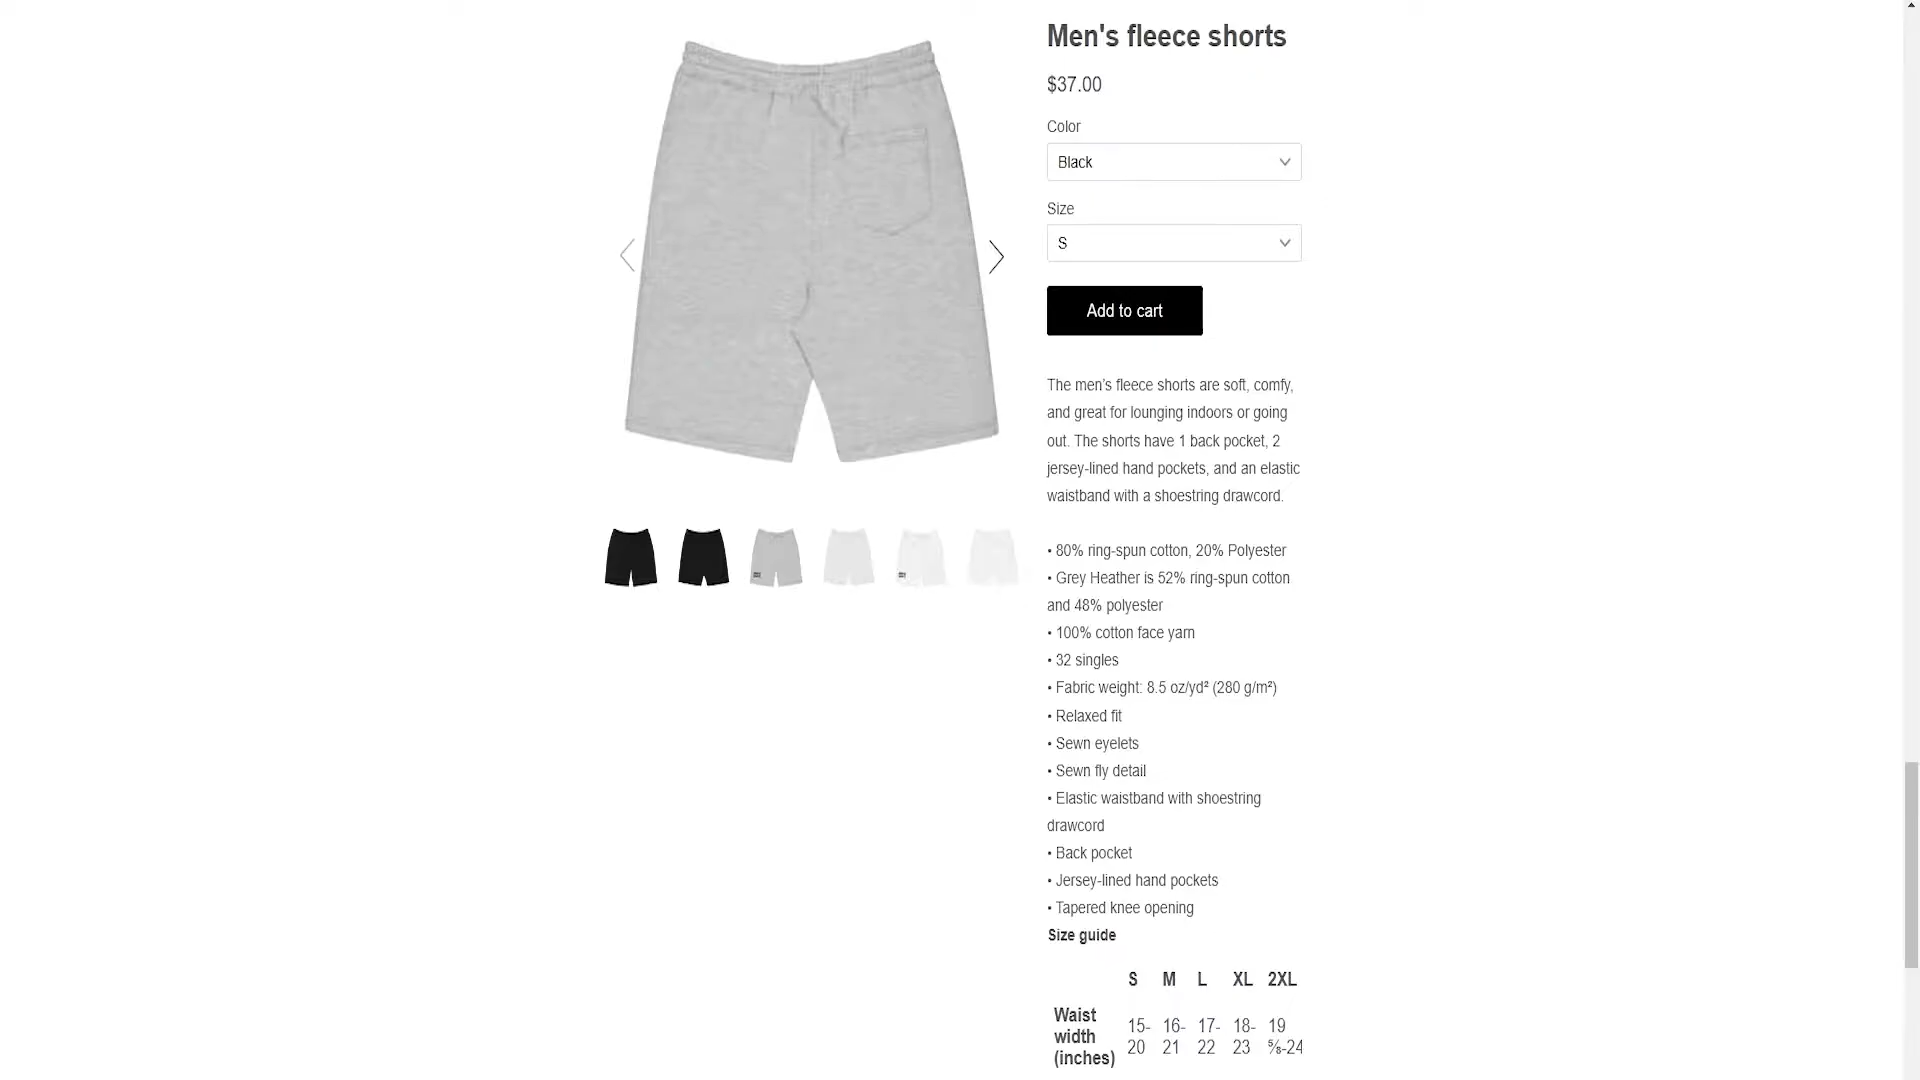 Men's fleece shorts
$37.00
Color
Black
Size
S
Add to cart
The men’s fleece shorts are soft, comfy,
and great for lounging indoors or going
out. The shorts have 1 back pocket, 2
jersey-lined hand pockets, and an elastic
waistband with a shoestring drawcord.
• 80% ring-spun cotton, 20% Polyester
• Grey Heather is 52% ring-spun cotton
and 48% polyester
• 100% cotton face yarn
• 32 singles
• Fabric weight: 8.5 oz/yd² (280 g/m²)
• Relaxed fit
• Sewn eyelets
• Sewn fly detail
• Elastic waistband with shoestring
drawcord
• Back pocket
• Jersey-lined hand pockets
• Tapered knee opening
Size guide
S M L XL 2XL
Waist
width
(inches)
15-
20
16-
21
17-
22
18-
23
19
⅝-24